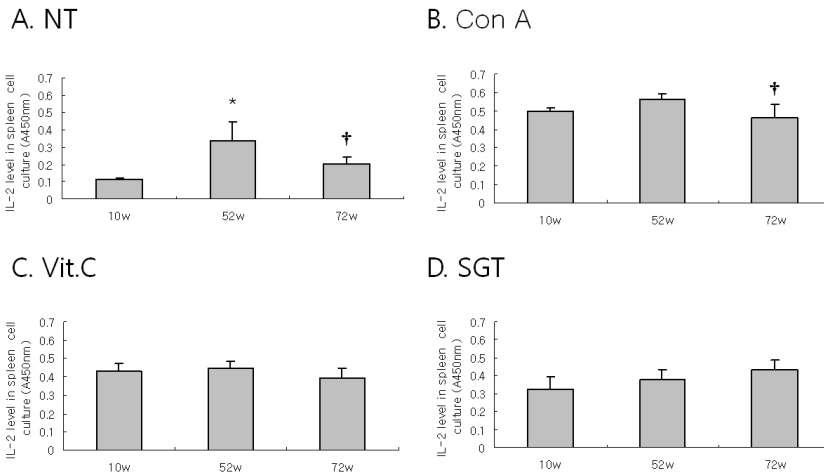 A. NT
IL-2 level in spleen cell
culture (A450nm)
0.7
0.6
0.5
0.4
0.3
0.2
0.1
0
*
†
10w
52w
72w
B. Con A
IL-2 level in spleen cell
culture (A450nm)
0.7
0.6
0.5
0.4
0.3
0.2
0.1
0
†
10w
52w
72w
C. Vit.C
IL-2 level in spleen cell
culture (A450nm)
0.7
0.6
0.5
0.4
0.3
0.2
0.1
0
10w
52w
72w
D. SGT
IL-2 level in spleen cell
culture (A450nm)
0.7
0.6
0.5
0.4
0.3
0.2
0.1
0
10w
52w
72w